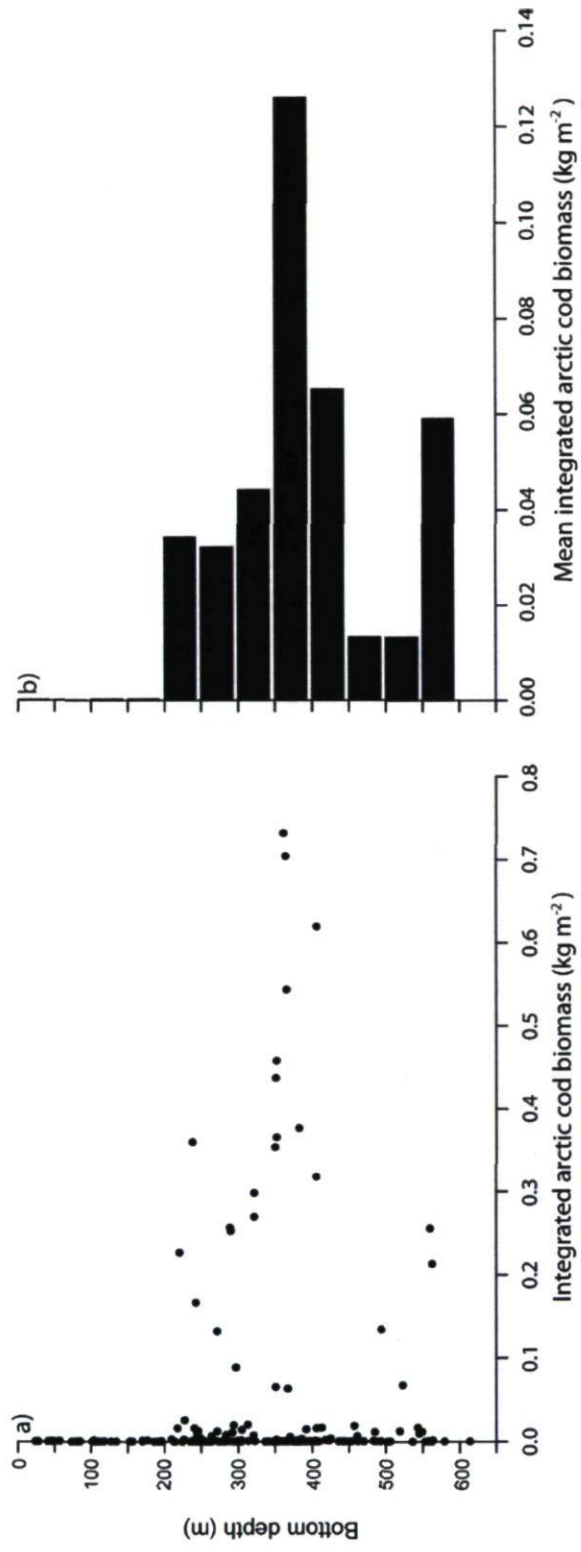 a)
0
100
200
300
400
500
600
Bottom depth (m)
0.0 0.1 0.2 0.3 0.4 0.5 0.6 0.7 0.8
Integrated arctic cod biomass (kg m⁻²)
b)
0.00 0.02 0.04 0.06 0.08 0.10 0.12 0.14
Mean integrated arctic cod biomass (kg m⁻²)